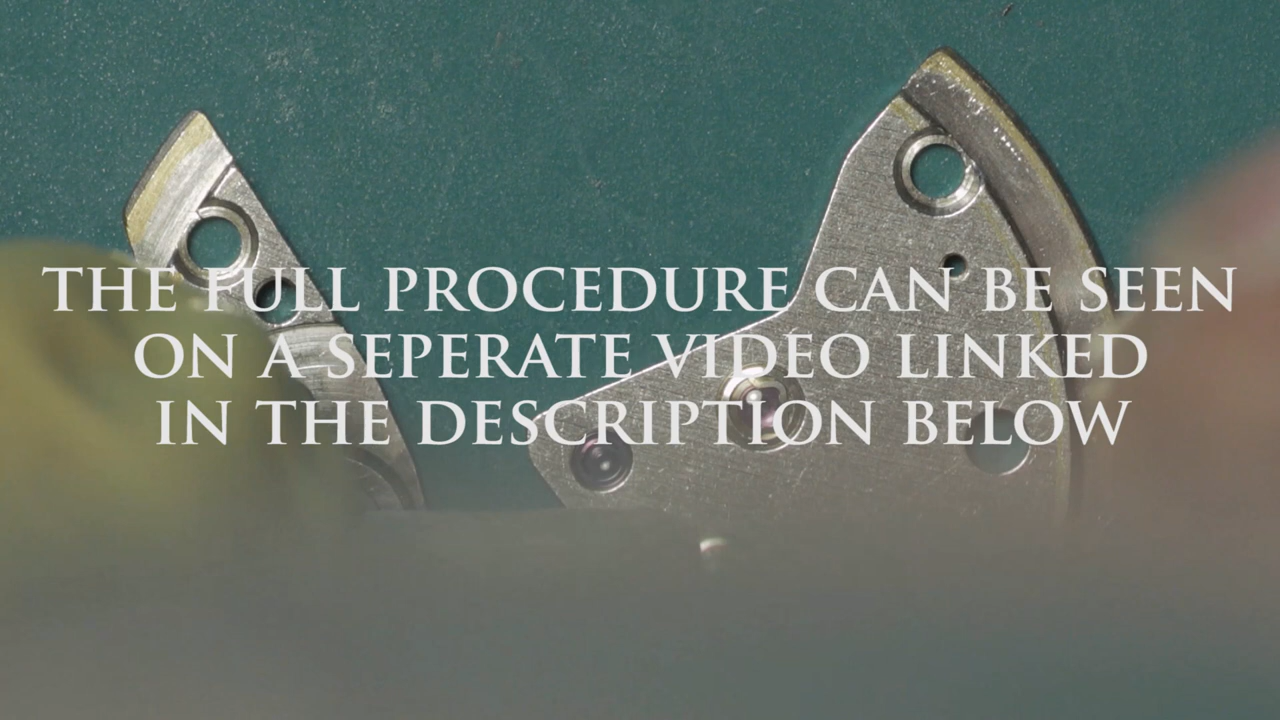 THE FULL PROCEDURE CAN BE SEEN
ON A SEPERATE VIDEO LINKED
IN THE DESCRIPTION BELOW